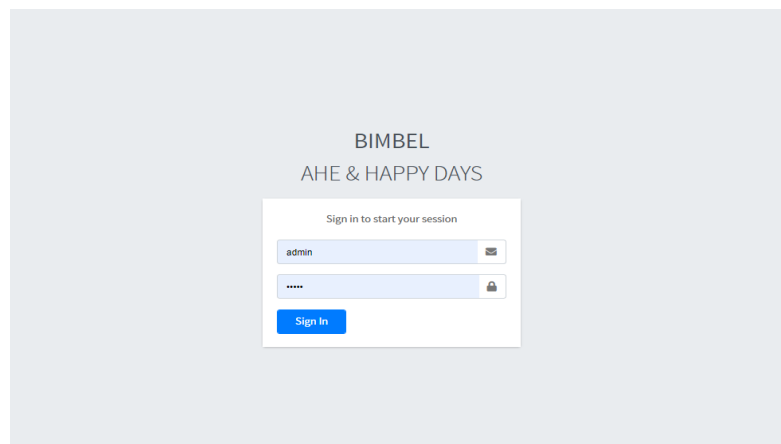 BIMBEL
AHE & HAPPY DAYS
Sign in to start your session
admin
•••••
Sign In